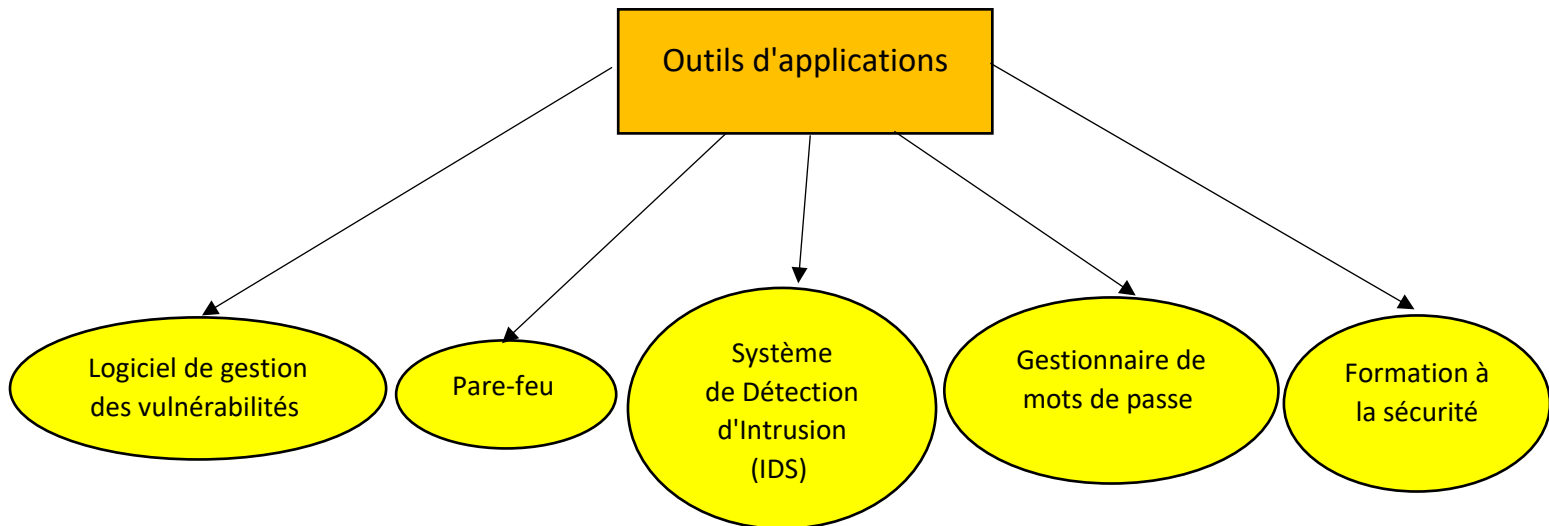 Outils d'applications
Logiciel de gestion
des vulnérabilités
Pare-feu
Système
de Détection
d'Intrusion
(IDS)
Gestionnaire de
mots de passe
Formation à
la sécurité